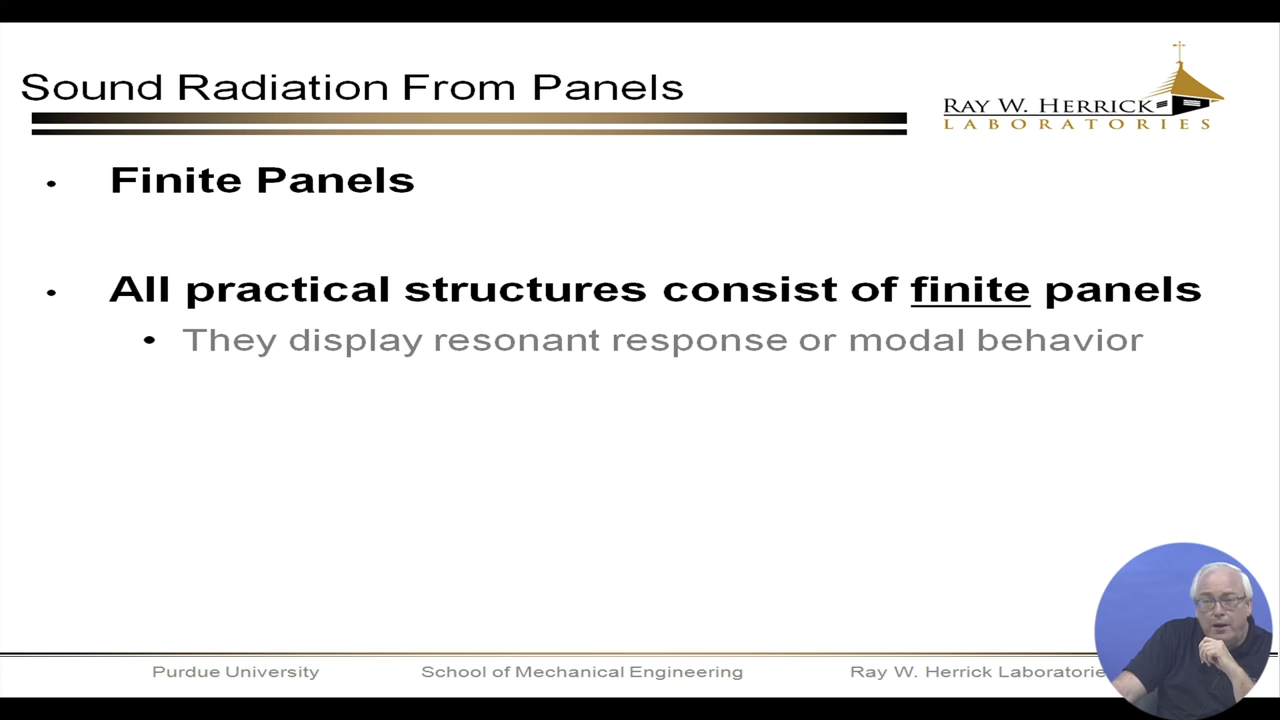 Sound Radiation From Panels
RAY W. HERRICK
LABORATORIES
• Finite Panels
• All practical structures consist of finite panels
• They display resonant response or modal behavior
Purdue University School of Mechanical Engineering Ray W. Herrick Laboratorie